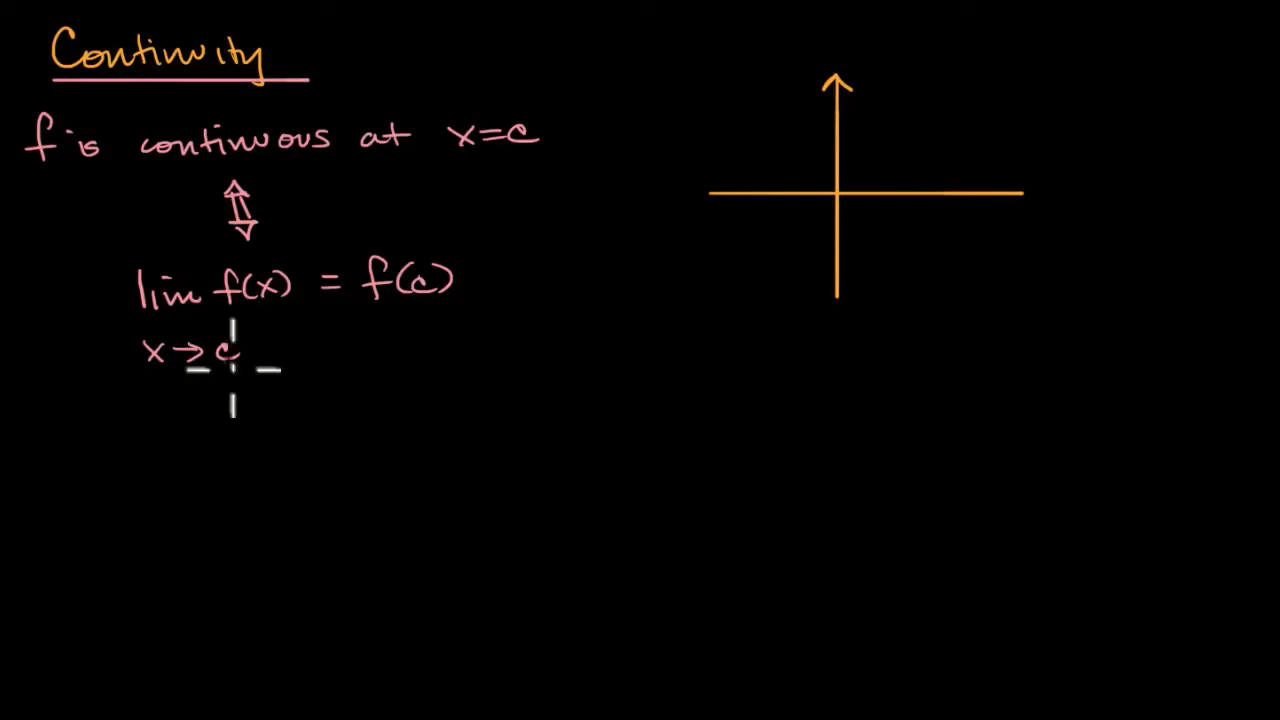 Continuity
f is continuous at x=c
lim f(x) = f(c)
x→c